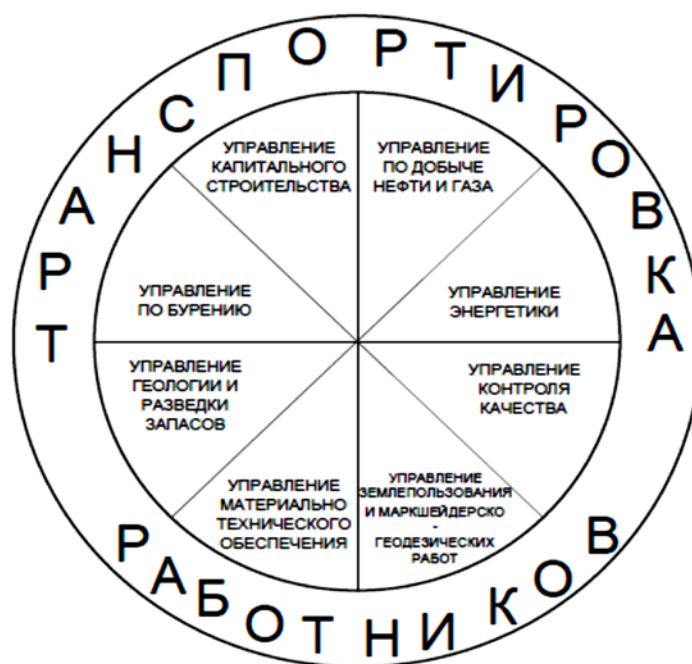 ТРАНСПОРТИРОВКА
УПРАВЛЕНИЕ
КАПИТАЛЬНОГО
СТРОИТЕЛЬСТВА
УПРАВЛЕНИЕ
ПО ДОБЫЧЕ
НЕФТИ И ГАЗА
УПРАВЛЕНИЕ
ПО БУРЕНИЮ
УПРАВЛЕНИЕ
ЭНЕРГЕТИКИ
УПРАВЛЕНИЕ
ГЕОЛОГИИ И
РАЗВЕДКИ
ЗАПАСОВ
УПРАВЛЕНИЕ
КОНТРОЛЯ
КАЧЕСТВА
УПРАВЛЕНИЕ
МАТЕРИАЛЬНО
ТЕХНИЧЕСКОГО
ОБЕСПЕЧЕНИЯ
УПРАВЛЕНИЕ
ЗЕМЛЕПОЛЬЗОВАНИЯ
И МАРКШЕЙДЕРСКО
-
ГЕОДЕЗИЧЕСКИХ
РАБОТ
РАБОТНИКОВ